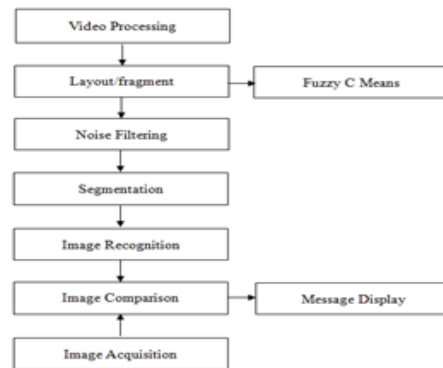 Video Processing
Layout/fragment
Fuzzy C Means
Noise Filtering
Segmentation
Image Recognition
Image Comparison
Message Display
Image Acquisition